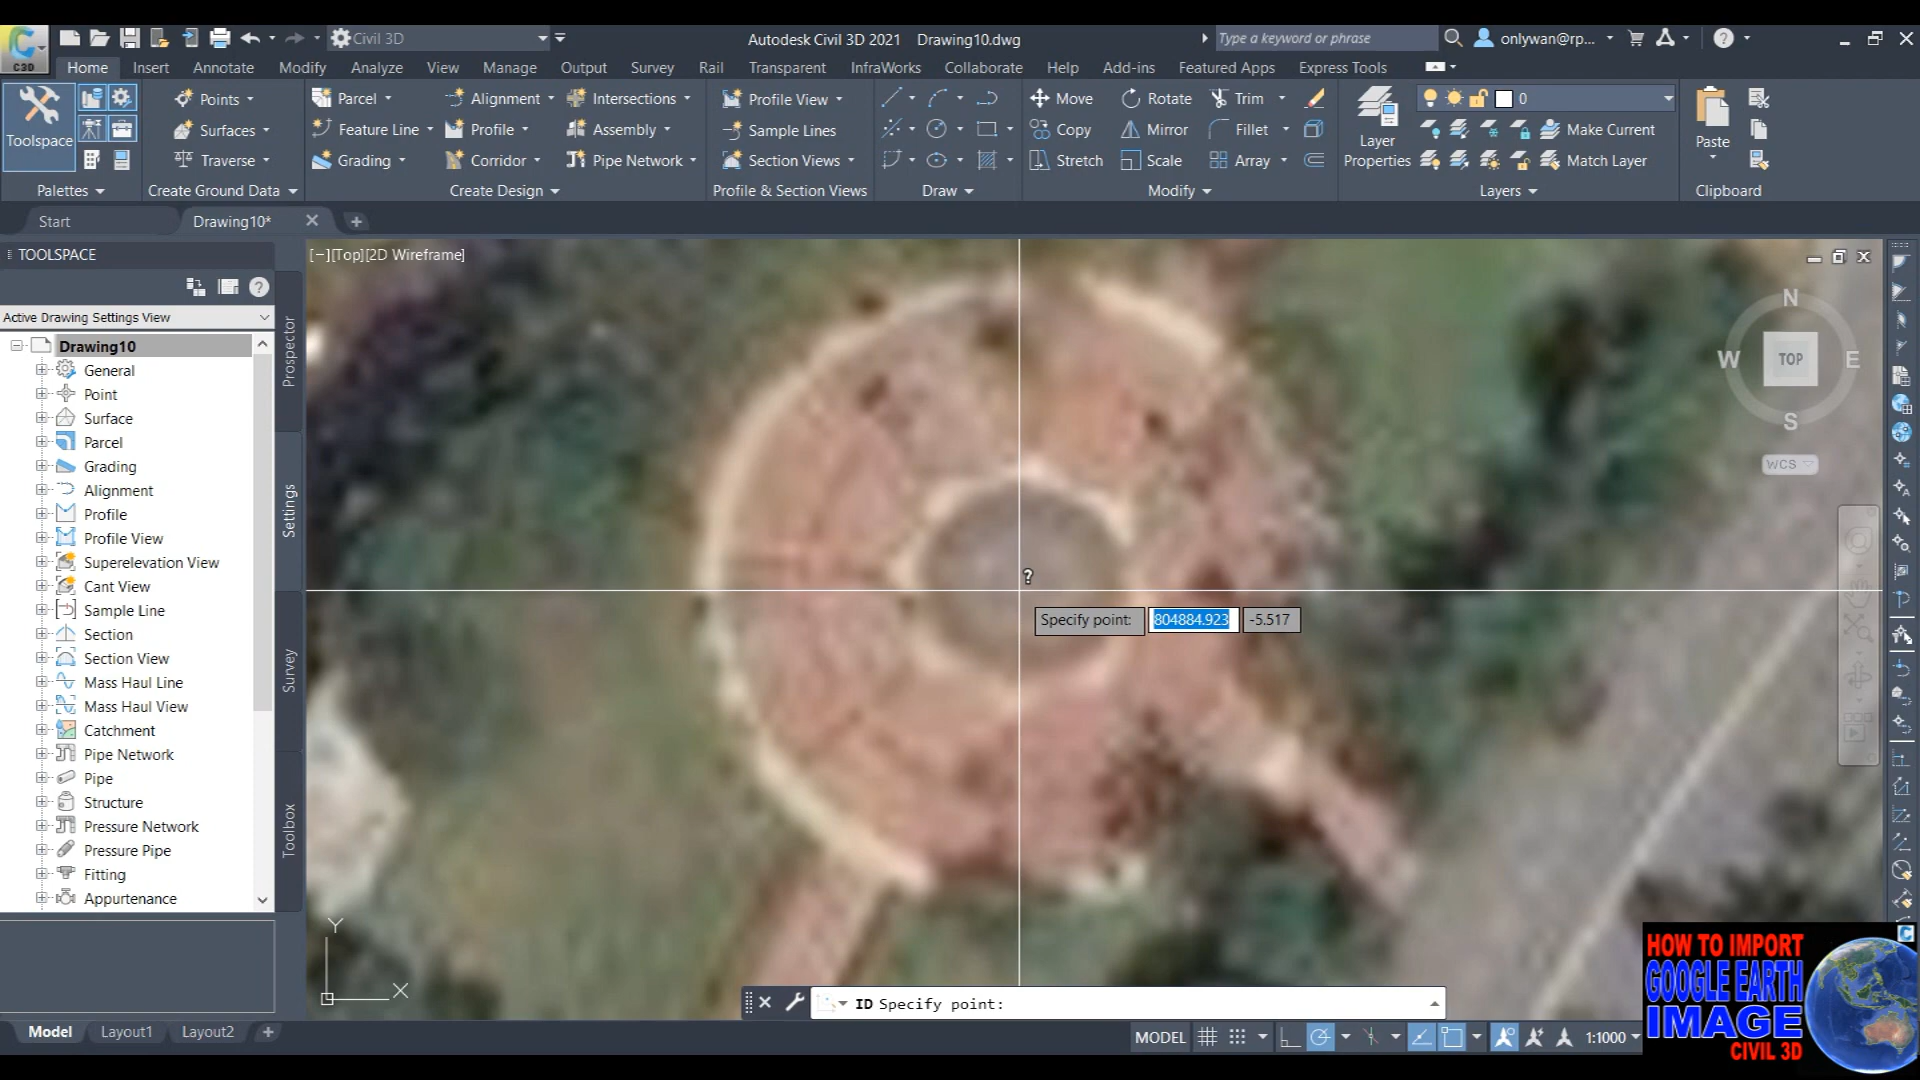 C3D
Civil 3D
Autodesk Civil 3D 2021 Drawing10.dwg
Type a keyword or phrase
onlywan@rp...
Home Insert Annotate Modify Analyze View Manage Output Survey Rail Transparent InfraWorks Collaborate Help Add-ins Featured Apps Express Tools
Toolspace
Palettes
Points
Surfaces
Traverse
Create Ground Data
Parcel
Feature Line
Grading
Alignment
Profile
Corridor
Intersections
Assembly
Pipe Network
Create Design
Profile View
Sample Lines
Section Views
Profile & Section Views
Draw
Move
Copy
Stretch
Rotate
Mirror
Scale
Trim
Fillet
Array
Modify
Layer
Properties
0
Make Current
Match Layer
Layers
Paste
Clipboard
Start
Drawing10*
TOOLSPACE
Active Drawing Settings View
Drawing10
General
Point
Surface
Parcel
Grading
Alignment
Profile
Profile View
Superelevation View
Cant View
Sample Line
Section
Section View
Mass Haul Line
Mass Haul View
Catchment
Pipe Network
Pipe
Structure
Pressure Network
Pressure Pipe
Fitting
Appurtenance
Prospector
Settings
Survey
Toolbox
[−][Top][2D Wireframe]
N
W TOP E
S
WCS
?
Specify point: 804884.923 -5.517
Y
X
ID Specify point:
Model Layout1 Layout2
MODEL
1:1000
HOW TO IMPORT
GOOGLE EARTH
IMAGE
CIVIL 3D